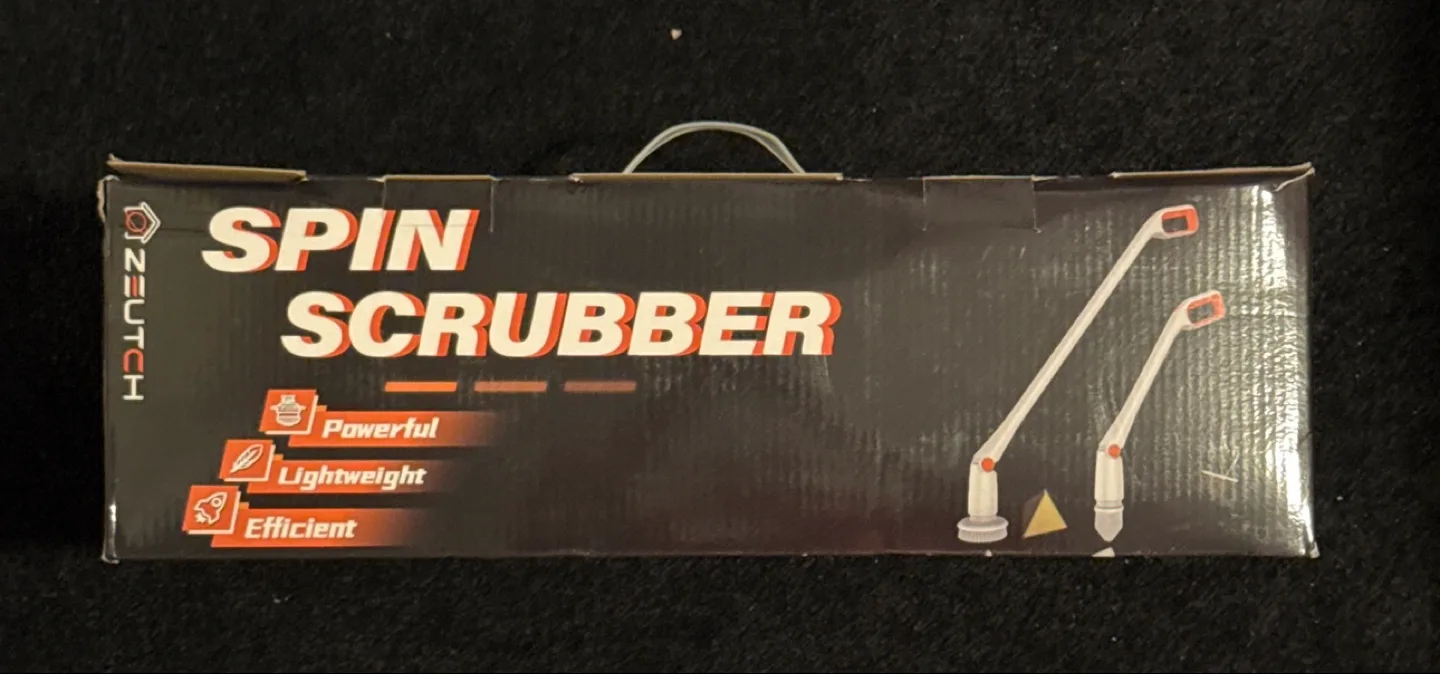 ZEUTCH
SPIN
SCRUBBER
Powerful
Lightweight
Efficient